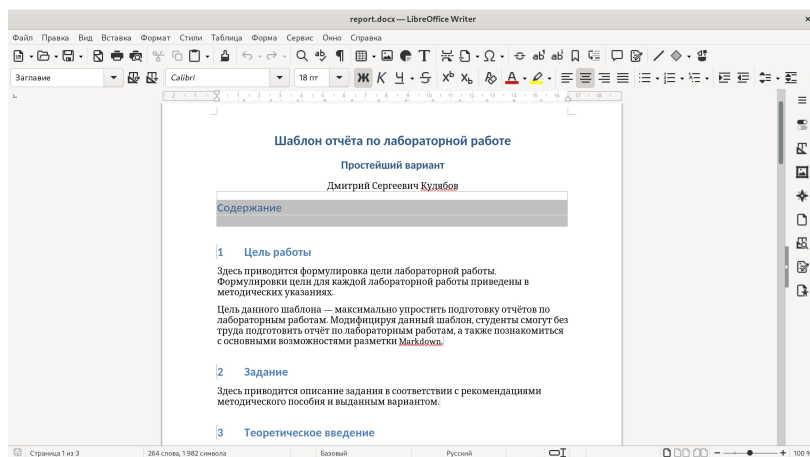 report.docx — LibreOffice Writer
Файл Правка Вид Вставка Формат Стили Таблица Форма Сервис Окно Справка
Заглавие Calibri 18 пт Ж К Ч S
Шаблон отчёта по лабораторной работе
Простейший вариант
Дмитрий Сергеевич Кулябов
Содержание
1 Цель работы
Здесь приводится формулировка цели лабораторной работы.
Формулировки цели для каждой лабораторной работы приведены в
методических указаниях.
Цель данного шаблона — максимально упростить подготовку отчётов по
лабораторным работам. Модифицируя данный шаблон, студенты смогут без
труда подготовить отчёт по лабораторным работам, а также познакомиться
с основными возможностями разметки Markdown.
2 Задание
Здесь приводится описание задания в соответствии с рекомендациями
методического пособия и выданным вариантом.
3 Теоретическое введение
Страница 1 из 3 264 слова, 1 982 символа Базовый Русский 100